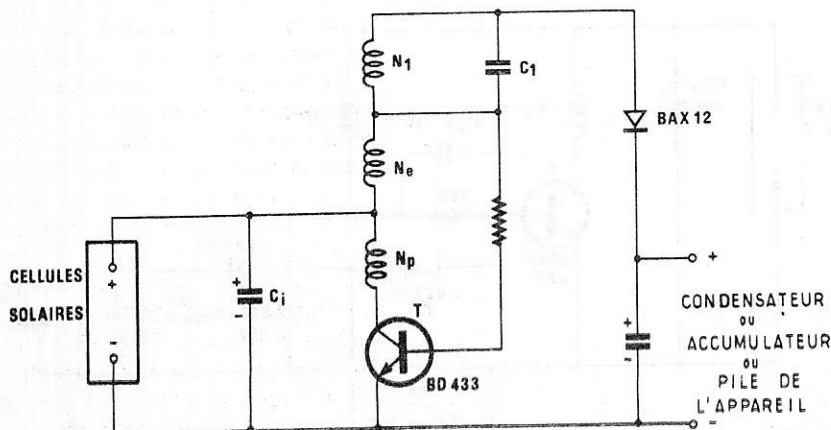 N1
C1
BAX 12
Ne
CELLULES
SOLAIRES
+
-
+
Ci
-
Np
T
BD 433
+
-
+
CONDENSATEUR
OU
ACCUMULATEUR
OU
PILE DE
L'APPAREIL
-